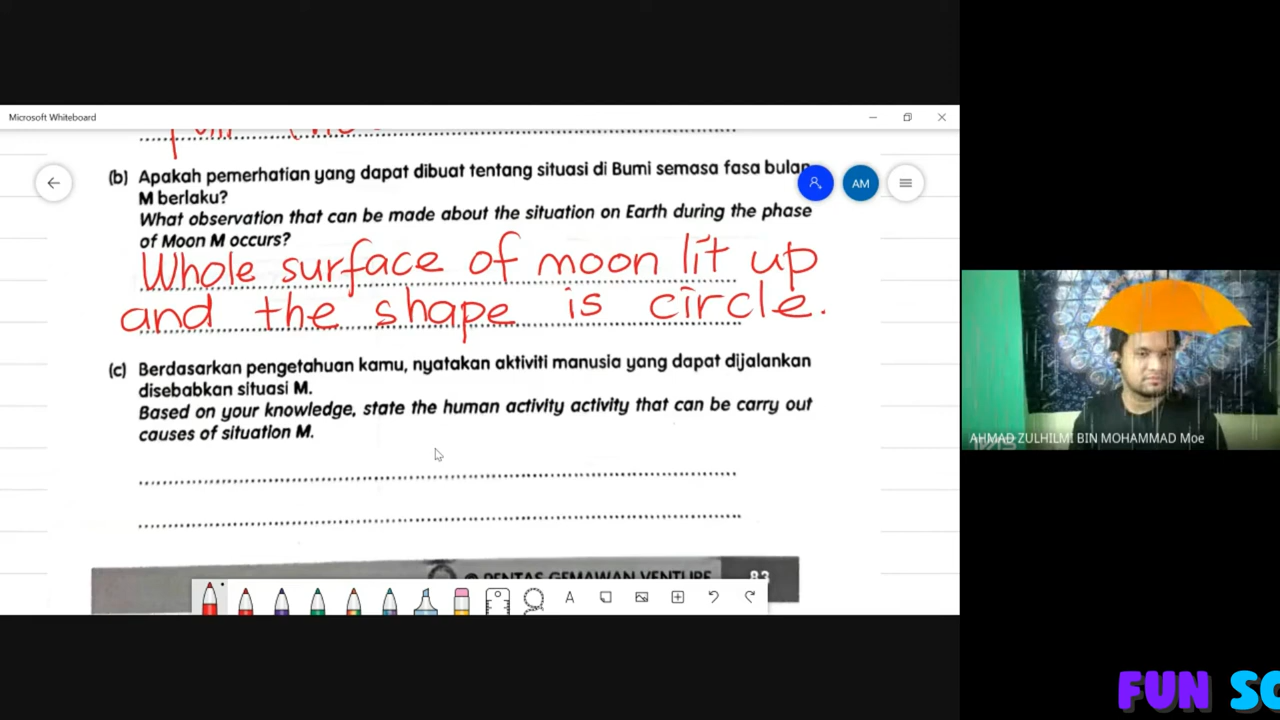 Microsoft Whiteboard
(b) Apakah pemerhatian yang dapat dibuat tentang situasi di Bumi semasa fasa bulan
M berlaku?
What observation that can be made about the situation on Earth during the phase
of Moon M occurs?
AM
Whole surface of moon lit up
and the shape is circle.
(c) Berdasarkan pengetahuan kamu, nyatakan aktiviti manusia yang dapat dijalankan
disebabkan situasi M.
Based on your knowledge, state the human activity activity that can be carry out
causes of situation M.
© PENTAS GEMAWAN VENTURE
83
A
AHMAD ZULHILMI BIN MOHAMMAD Moe
FUN SC